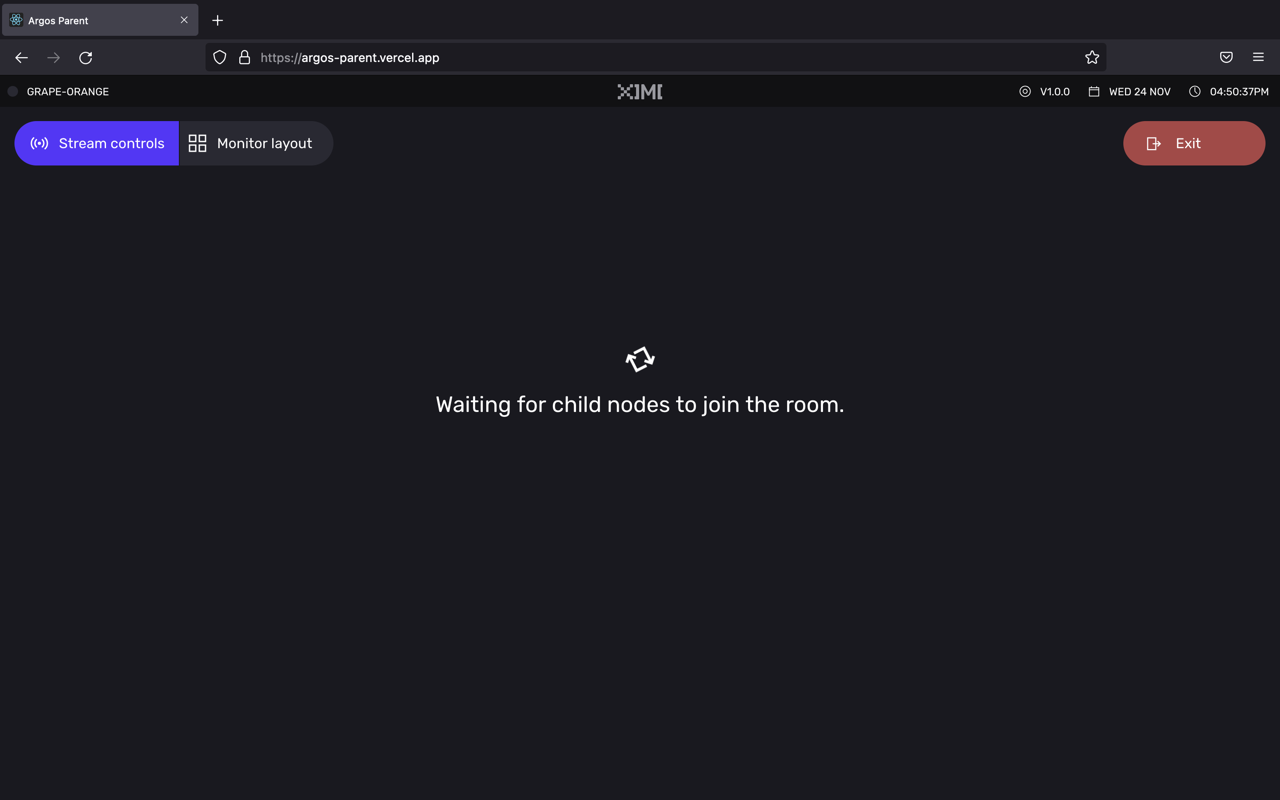 Argos Parent
https://argos-parent.vercel.app
GRAPE-ORANGE
XIMI
V1.0.0
WED 24 NOV
04:50:37PM
Stream controls
Monitor layout
Exit
Waiting for child nodes to join the room.